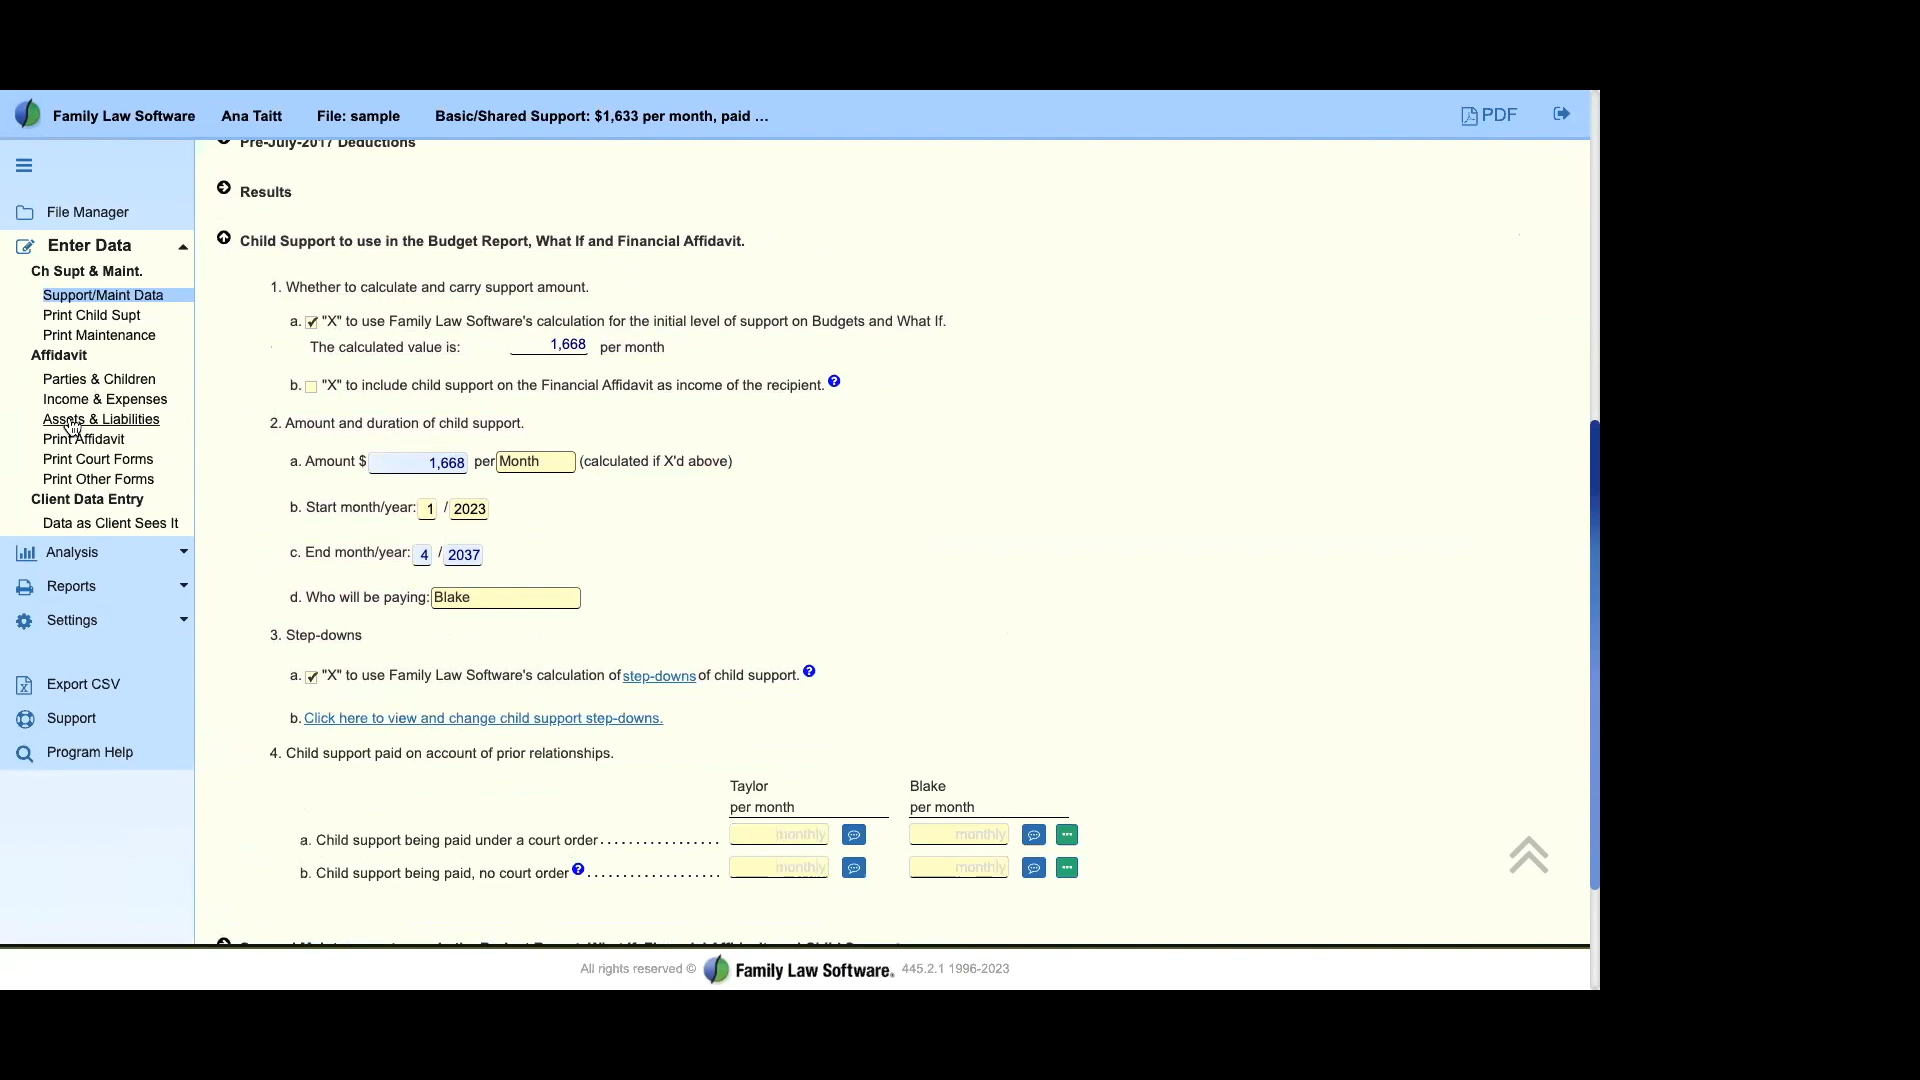 Family Law Software Ana Taitt File: sample Basic/Shared Support: $1,633 per month, paid ... PDF
File Manager
Enter Data
Ch Supt & Maint.
Support/Maint Data
Print Child Supt
Print Maintenance
Affidavit
Parties & Children
Income & Expenses
Assets & Liabilities
Print Affidavit
Print Court Forms
Print Other Forms
Client Data Entry
Data as Client Sees It
Analysis
Reports
Settings
Export CSV
Support
Program Help
Pre-July-2017 Deductions
Results
Child Support to use in the Budget Report, What If and Financial Affidavit.
1. Whether to calculate and carry support amount.
a. "X" to use Family Law Software's calculation for the initial level of support on Budgets and What If.
The calculated value is: 1,668 per month
b. "X" to include child support on the Financial Affidavit as income of the recipient. ?
2. Amount and duration of child support.
a. Amount $ 1,668 per Month (calculated if X'd above)
b. Start month/year: 1 / 2023
c. End month/year: 4 / 2037
d. Who will be paying: Blake
3. Step-downs
a. "X" to use Family Law Software's calculation of step-downs of child support. ?
b. Click here to view and change child support step-downs.
4. Child support paid on account of prior relationships.
Taylor Blake
per month per month
a. Child support being paid under a court order................. monthly monthly
b. Child support being paid, no court order ? ................... monthly monthly
All rights reserved © Family Law Software. 445.2.1 1996-2023